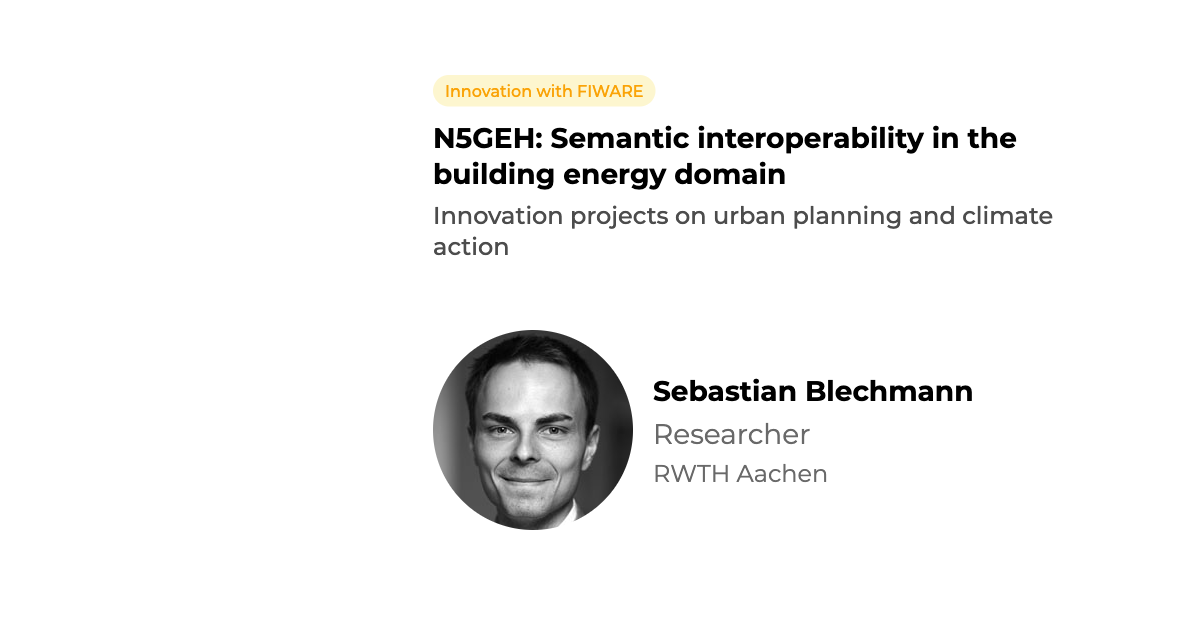 Innovation with FIWARE
N5GEH: Semantic interoperability in the
building energy domain
Innovation projects on urban planning and climate
action
Sebastian Blechmann
Researcher
RWTH Aachen